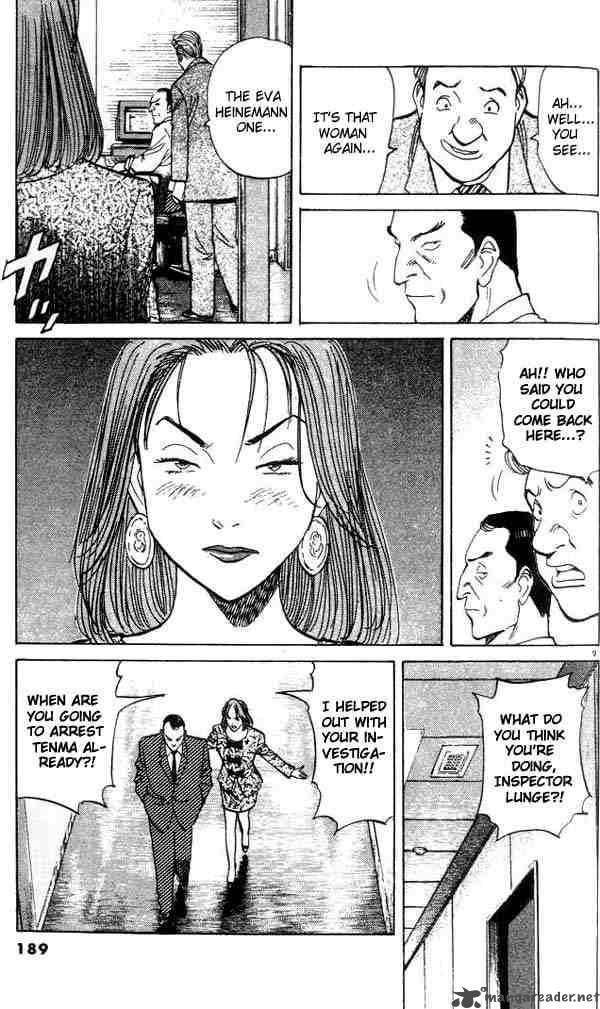 AH...
WELL...
YOU
SEE...
IT'S THAT
WOMAN
AGAIN...
THE EVA
HEINEMANN
ONE...
ガ
AH!! WHO
SAID YOU
COULD
COME BACK
HERE...?
7
WHAT DO
YOU THINK
YOU'RE
DOING,
INSPECTOR
LUNGE?!
I HELPED
OUT WITH
YOUR IN-
VESTIGA-
TION!!
WHEN ARE
YOU GOING
TO ARREST
TENMA AL-
READY?!
189
mangareader.net